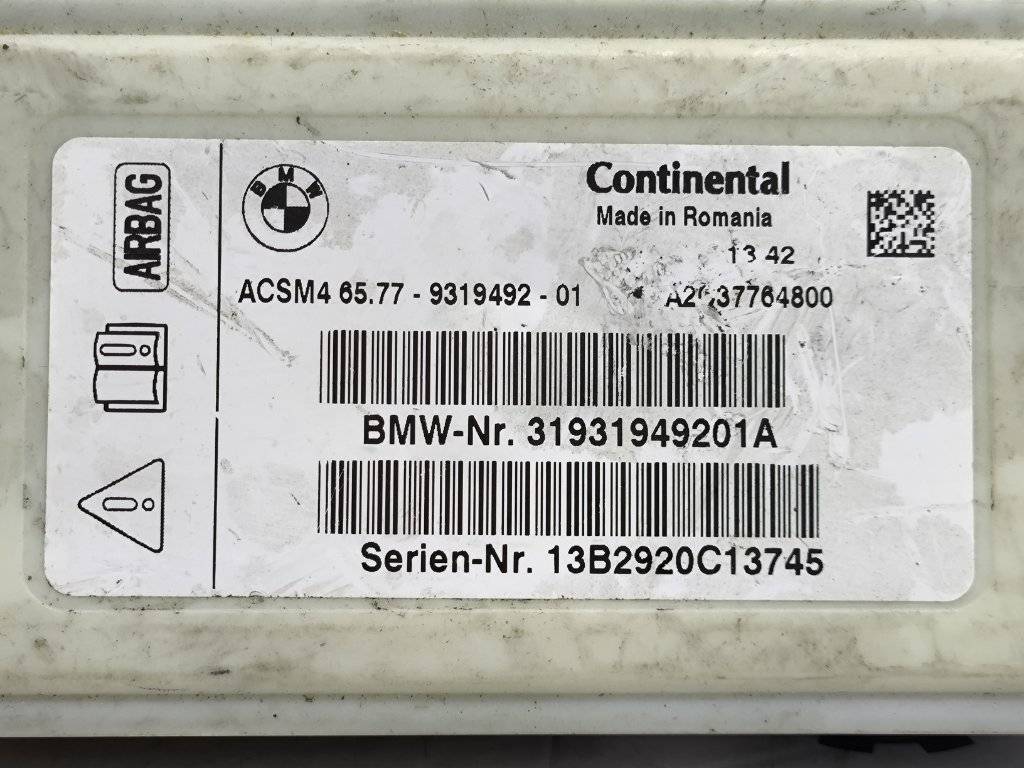 AIRBAG
BMW
Continental
Made in Romania
13 42
ACSM4 65.77 - 9319492 - 01
BMW-Nr. 31931949201A
Serien-Nr. 13B2920C13745